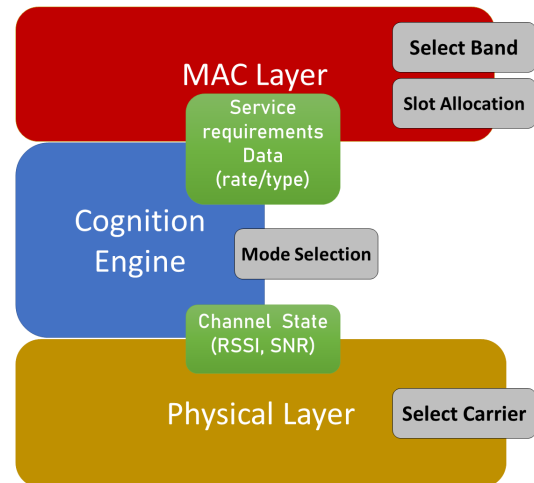 Select Band
MAC Layer
Slot Allocation
Service
requirements
Data
(rate/type)
Cognition
Engine
Mode Selection
Channel State
(RSSI, SNR)
Physical Layer
Select Carrier